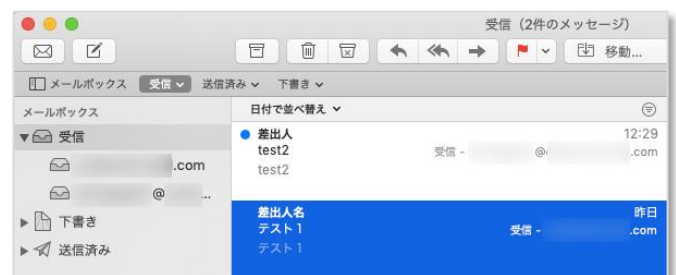 受信（2件のメッセージ）
移動...
メールボックス 受信 送信済み 下書き
メールボックス
日付で並べ替え
受信
.com
@ ...
下書き
送信済み
差出人 12:29
test2 受信 - @ .com
test2
差出人名 昨日
テスト1 受信 - .com
テスト1